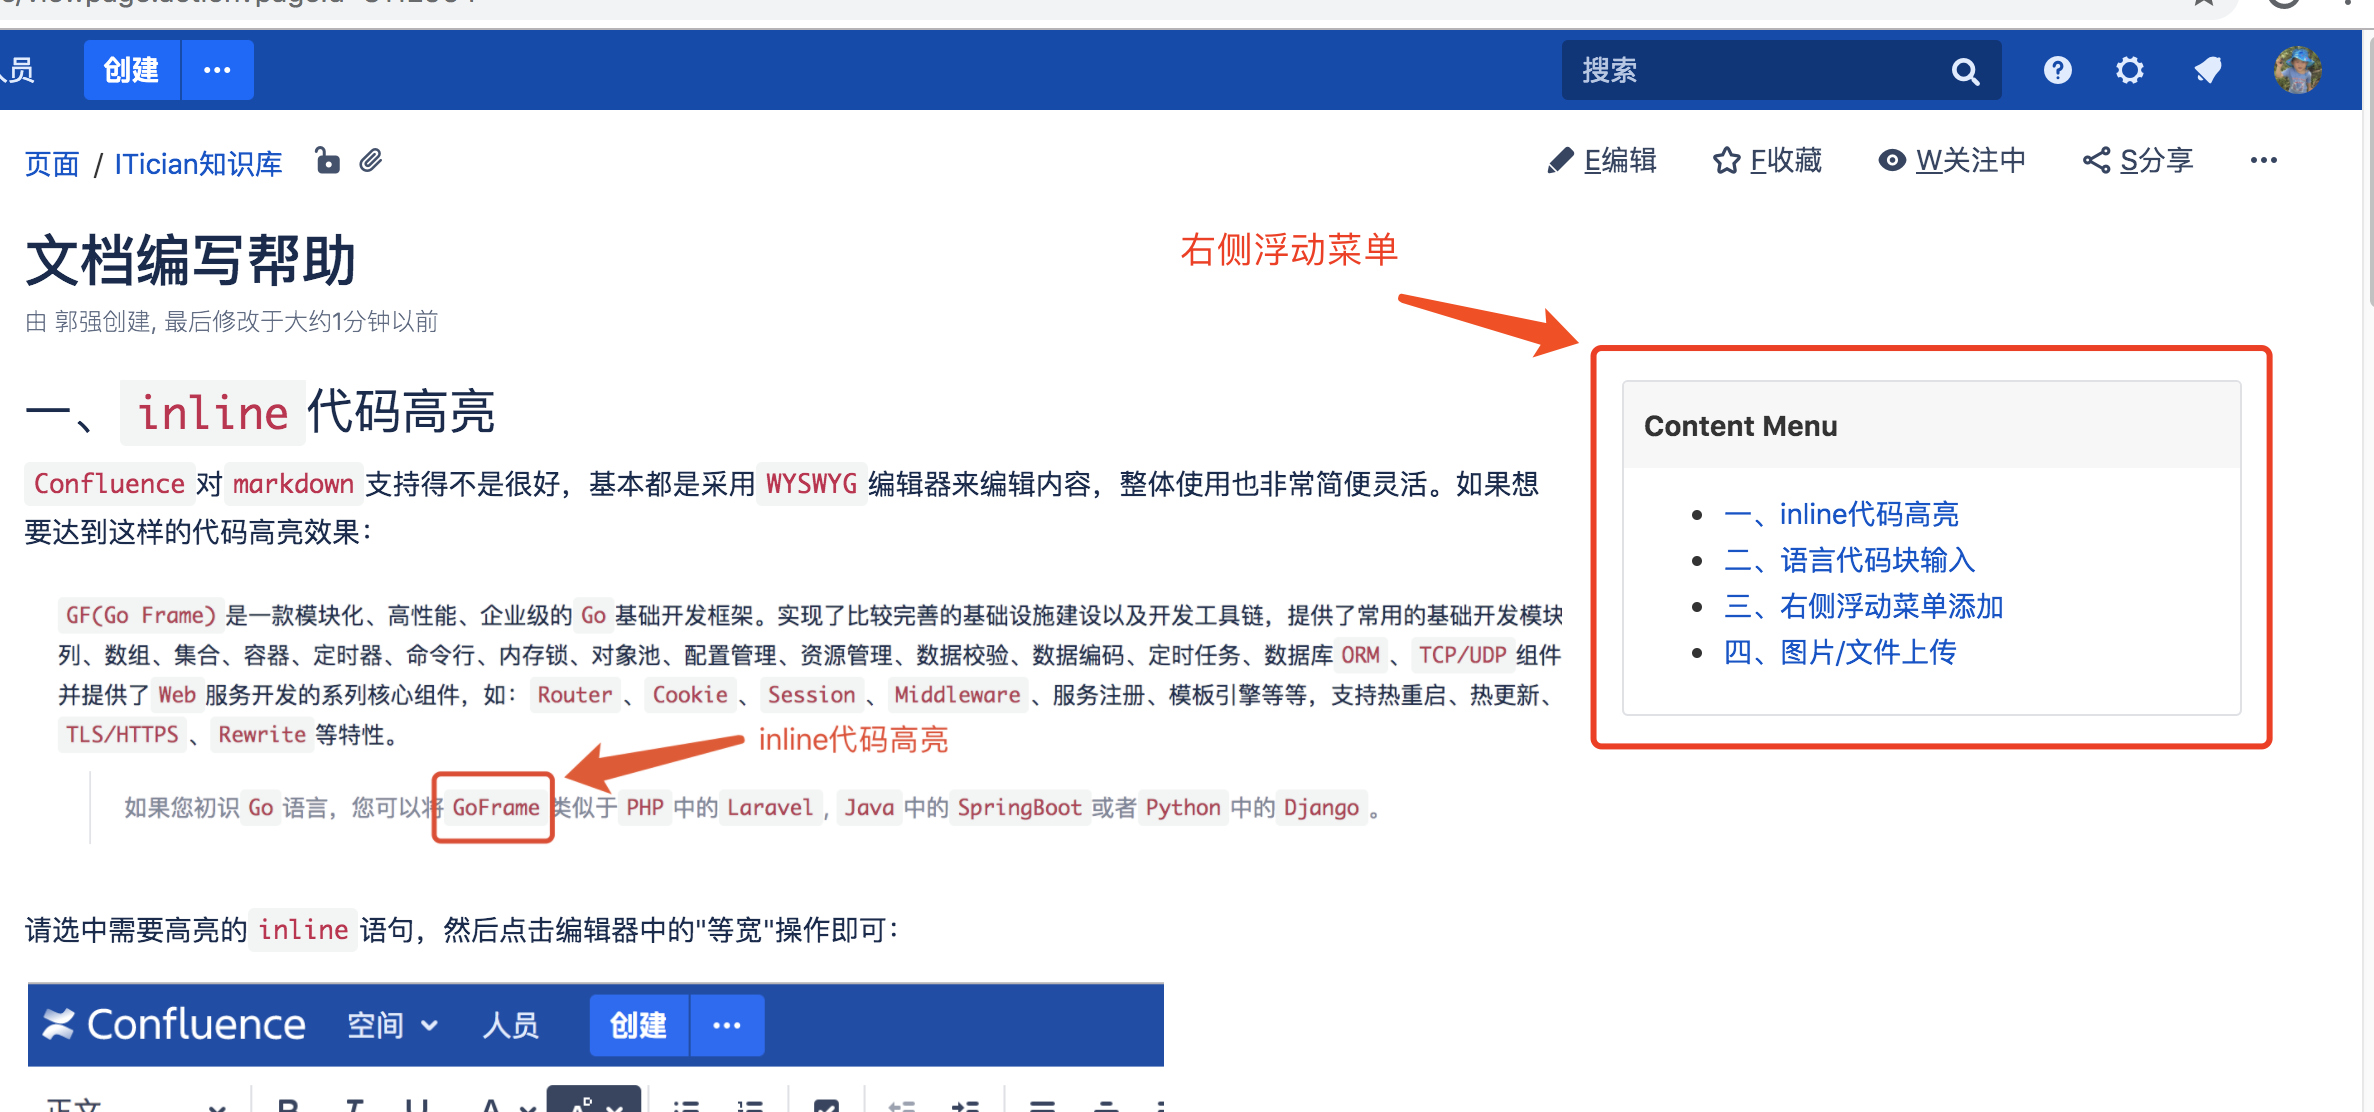 人员
创建
搜索
页面 / ITician知识库
E编辑
F收藏
W关注中
S分享
文档编写帮助
右侧浮动菜单
由 郭强创建, 最后修改于大约1分钟以前
一、inline代码高亮
Confluence 对 markdown 支持得不是很好，基本都是采用 WYSWYG 编辑器来编辑内容，整体使用也非常简便灵活。如果想
要达到这样的代码高亮效果：
GF(Go Frame) 是一款模块化、高性能、企业级的 Go 基础开发框架。实现了比较完善的基础设施建设以及开发工具链，提供了常用的基础开发模块
列、数组、集合、容器、定时器、命令行、内存锁、对象池、配置管理、资源管理、数据校验、数据编码、定时任务、数据库 ORM 、 TCP/UDP 组件
并提供了 Web 服务开发的系列核心组件，如： Router 、 Cookie 、 Session 、 Middleware 、服务注册、模板引擎等等，支持热重启、热更新、
TLS/HTTPS 、 Rewrite 等特性。
inline代码高亮
如果您初识 Go 语言，您可以将 GoFrame 类似于 PHP 中的 Laravel , Java 中的 SpringBoot 或者 Python 中的 Django 。
Content Menu
一、inline代码高亮
二、语言代码块输入
三、右侧浮动菜单添加
四、图片/文件上传
请选中需要高亮的 inline 语句，然后点击编辑器中的"等宽"操作即可：
Confluence 空间 人员 创建
正文 B I U A